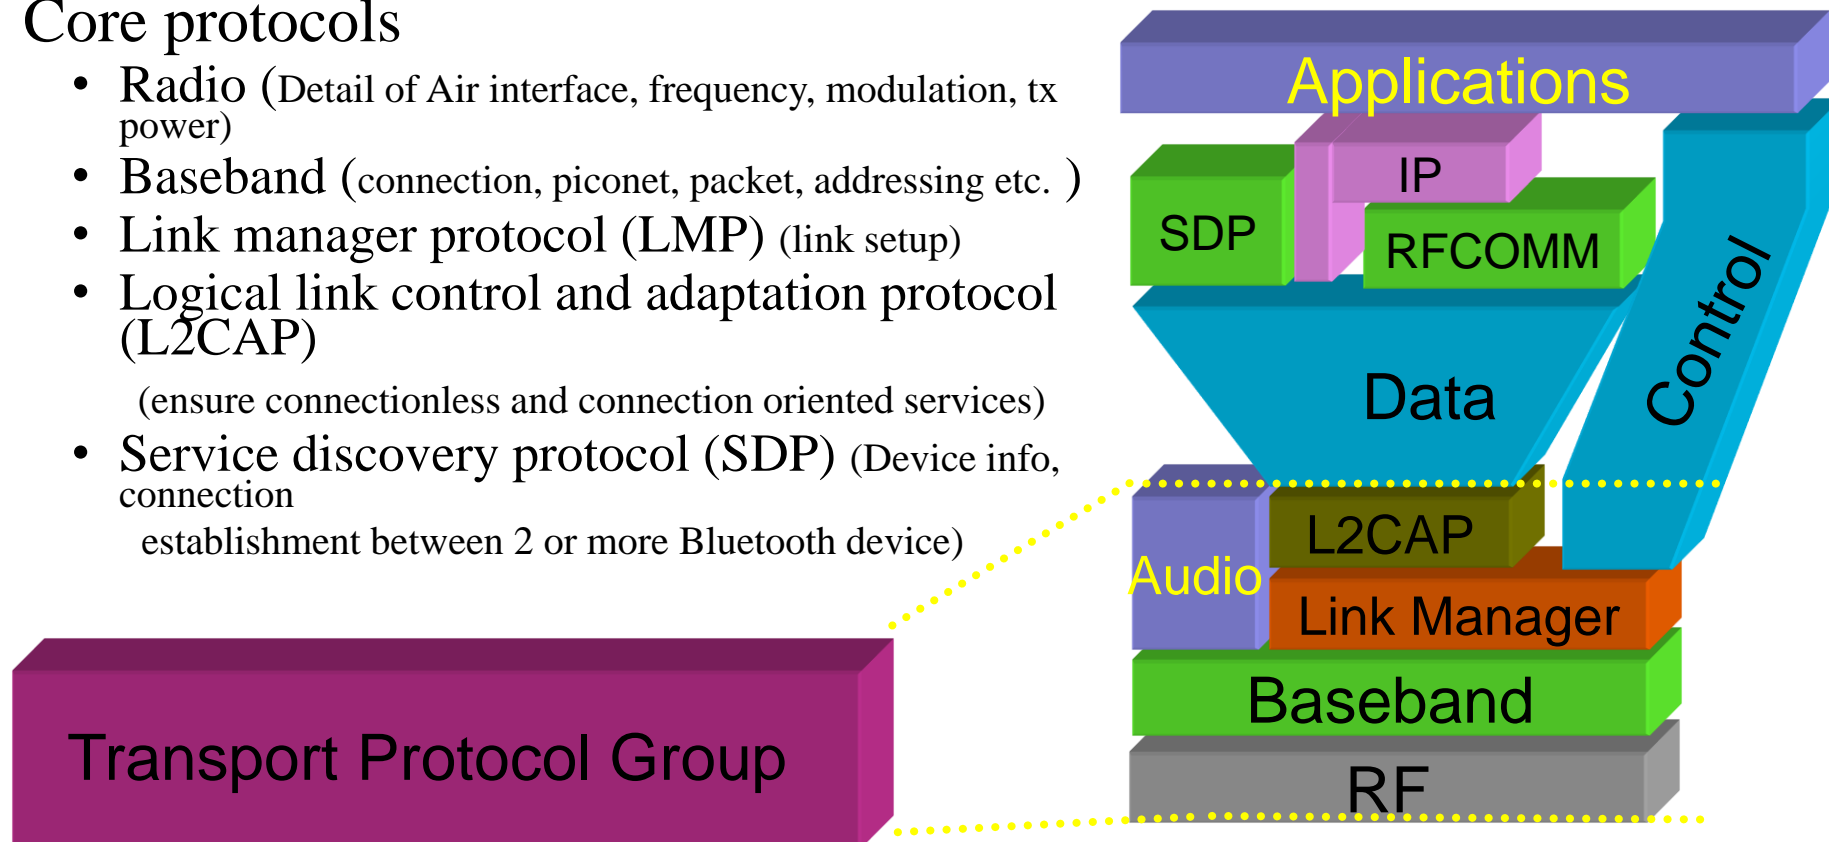 Core protocols
• Radio (Detail of Air interface, frequency, modulation, tx
power)
• Baseband (connection, piconet, packet, addressing etc. )
• Link manager protocol (LMP) (link setup)
• Logical link control and adaptation protocol
(L2CAP)
(ensure connectionless and connection oriented services)
• Service discovery protocol (SDP) (Device info,
connection
establishment between 2 or more Bluetooth device)
Transport Protocol Group
Applications
IP
SDP
RFCOMM
Control
Data
L2CAP
Audio
Link Manager
Baseband
RF